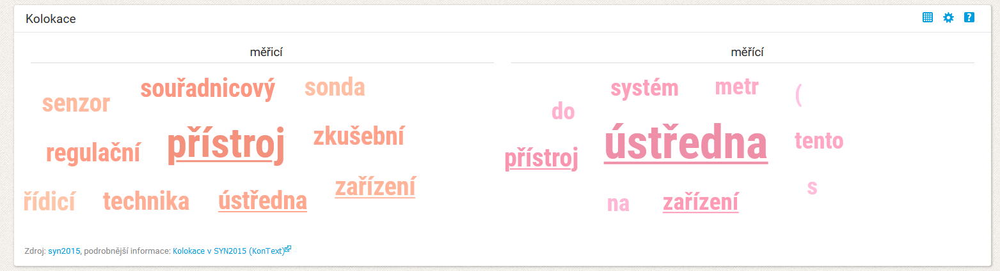 Kolokace
měřicí
měřící
souřadnicový sonda
senzor
přístroj zkušební
regulační
zařízení
řídicí technika ústředna
systém metr (
do
ústředna tento
přístroj
s
na zařízení
Zdroj: syn2015, podrobnější informace: Kolokace v SYN2015 (KonText)